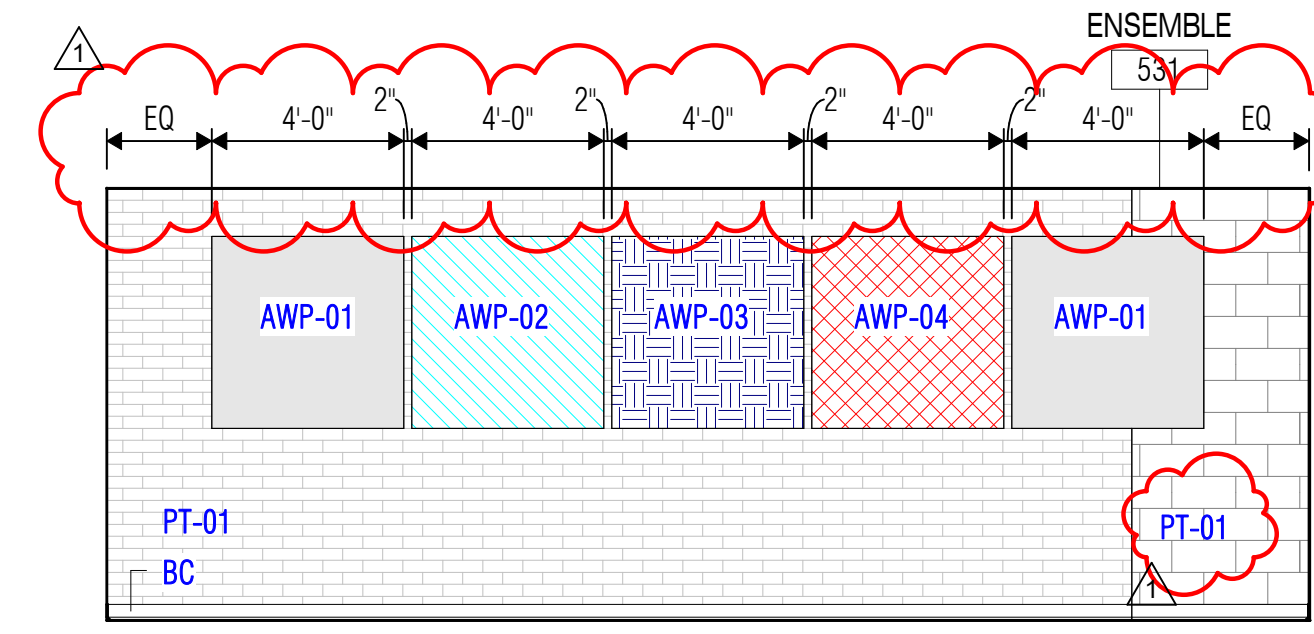 ENSEMBLE
531
1
EQ 4'-0" 2" 4'-0" 2" 4'-0" 2" 4'-0" 2" 4'-0" EQ
AWP-01 AWP-02 AWP-03 AWP-04 AWP-01
PT-01 PT-01
BC
1